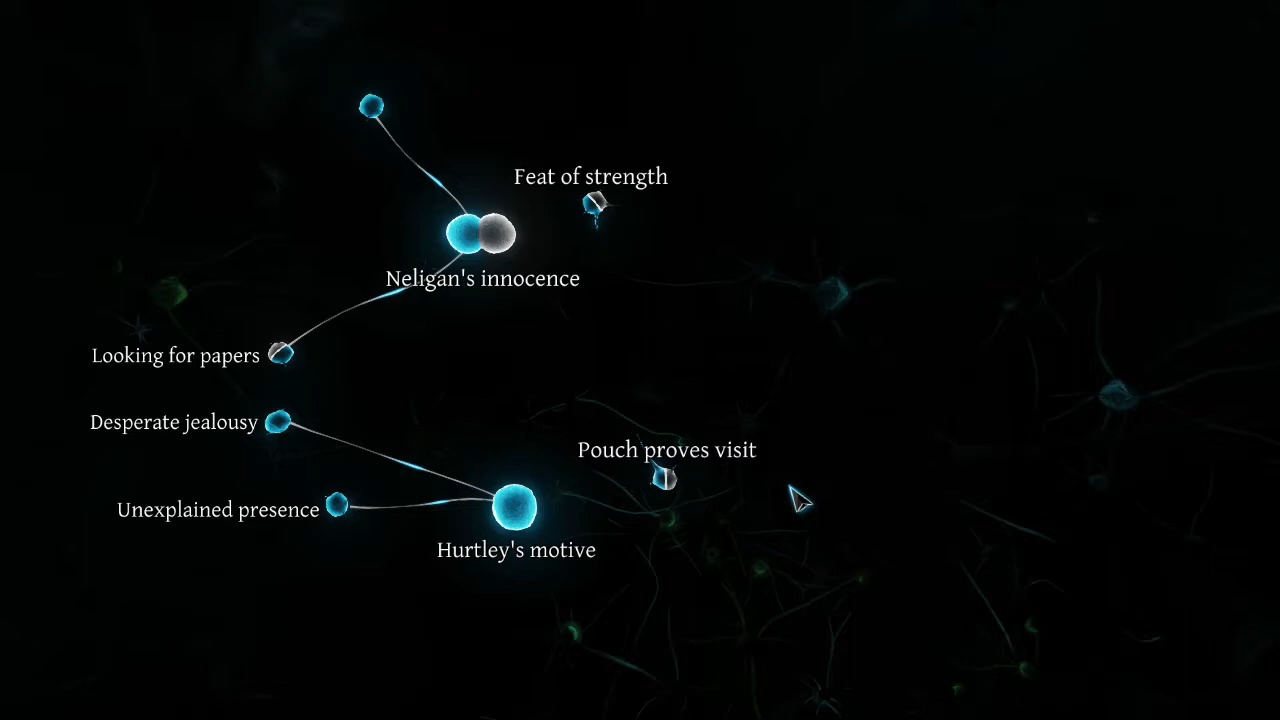 Feat of strength
Neligan's innocence
Looking for papers
Desperate jealousy
Pouch proves visit
Unexplained presence
Hurtley's motive